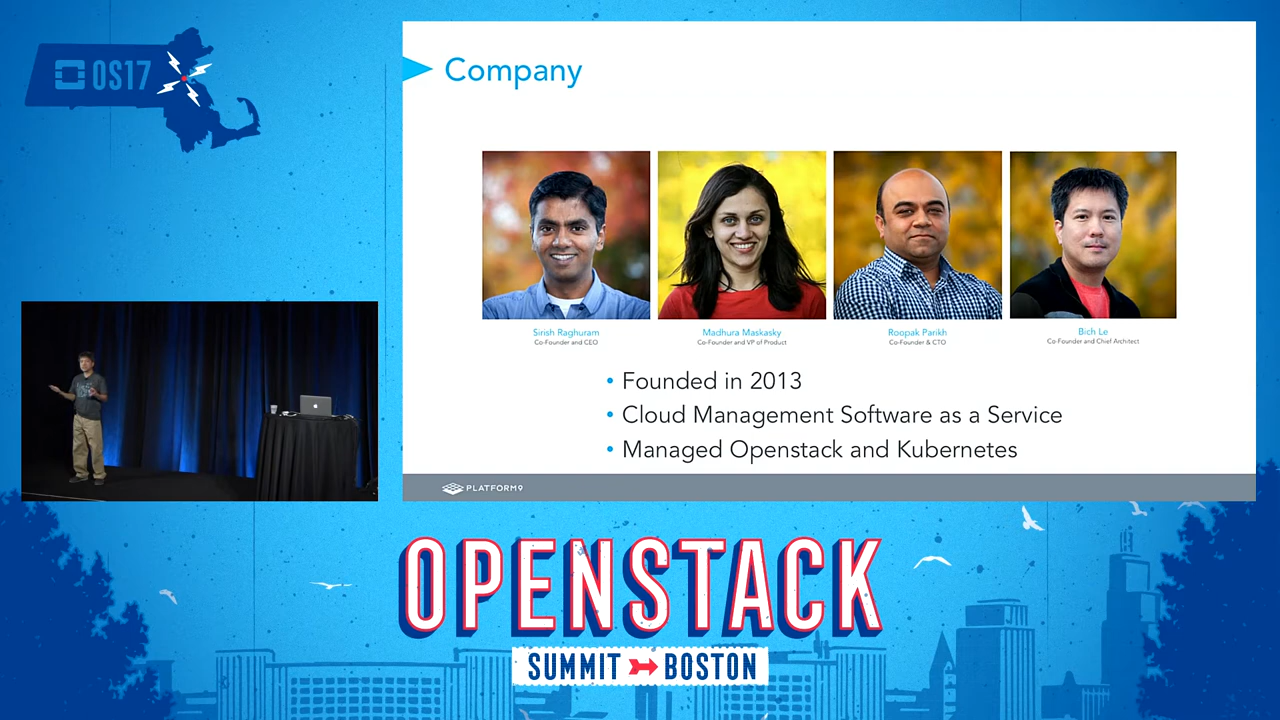 OS17
Company
Sirish Raghuram
Co-Founder and CEO
Madhura Maskasky
Co-Founder and VP of Product
Roopak Parikh
Co-Founder & CTO
Bich Le
Co-Founder and Chief Architect
• Founded in 2013
• Cloud Management Software as a Service
• Managed Openstack and Kubernetes
PLATFORM9
OPENSTACK
SUMMIT BOSTON